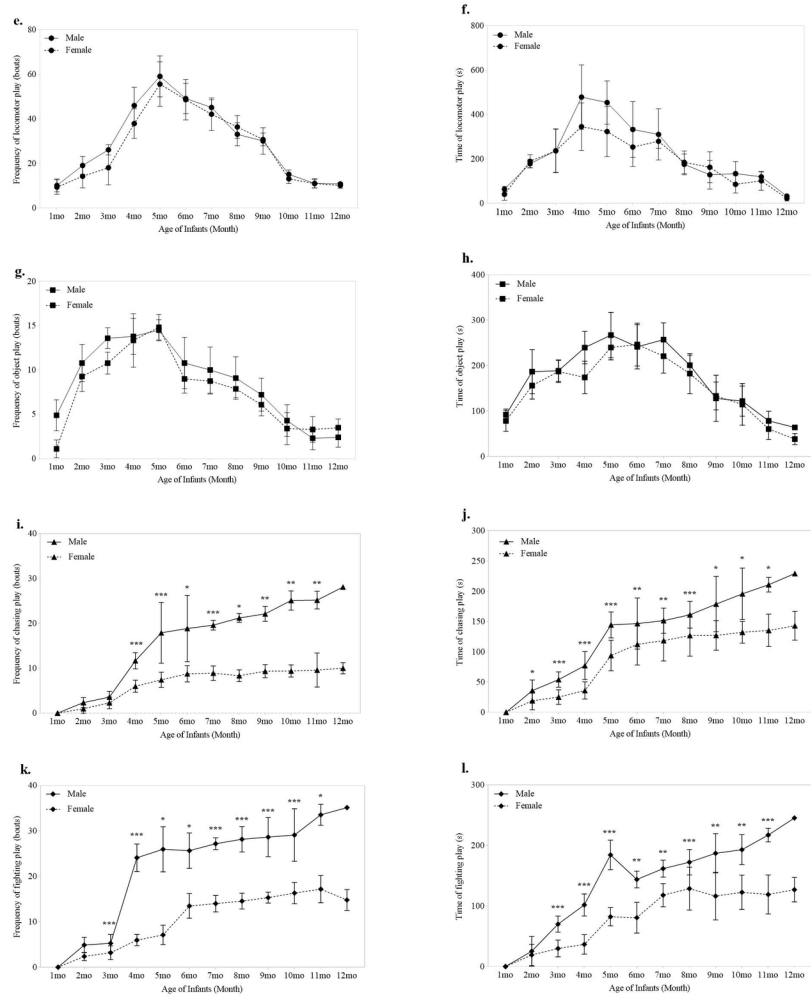 e.
Male
Female
80
60
40
20
0
Frequency of locomotor play (bouts)
1mo 2mo 3mo 4mo 5mo 6mo 7mo 8mo 9mo 10mo 11mo 12mo
Age of Infants (Month)
f.
Male
Female
800
600
400
200
0
Time of locomotor play (s)
1mo 2mo 3mo 4mo 5mo 6mo 7mo 8mo 9mo 10mo 11mo 12mo
Age of Infants (Month)
g.
Male
Female
20
15
10
5
0
Frequency of object play (bouts)
1mo 2mo 3mo 4mo 5mo 6mo 7mo 8mo 9mo 10mo 11mo 12mo
Age of Infants (Month)
h.
Male
Female
400
300
200
100
0
Time of object play (s)
1mo 2mo 3mo 4mo 5mo 6mo 7mo 8mo 9mo 10mo 11mo 12mo
Age of Infants (Month)
i.
Male
Female
40
30
20
10
0
Frequency of chasing play (bouts)
*** *** * *** * ** ** **
1mo 2mo 3mo 4mo 5mo 6mo 7mo 8mo 9mo 10mo 11mo 12mo
Age of Infants (Month)
j.
Male
Female
300
250
200
150
100
50
0
Time of chasing play (s)
* *** *** *** ** ** *** * * *
1mo 2mo 3mo 4mo 5mo 6mo 7mo 8mo 9mo 10mo 11mo 12mo
Age of Infants (Month)
k.
Male
Female
40
30
20
10
0
Frequency of fighting play (bouts)
*** *** * * *** *** *** *** *
1mo 2mo 3mo 4mo 5mo 6mo 7mo 8mo 9mo 10mo 11mo 12mo
Age of Infants (Month)
l.
Male
Female
300
200
100
0
Time of fighting play (s)
*** *** *** ** ** *** ** ** ***
1mo 2mo 3mo 4mo 5mo 6mo 7mo 8mo 9mo 10mo 11mo 12mo
Age of Infants (Month)